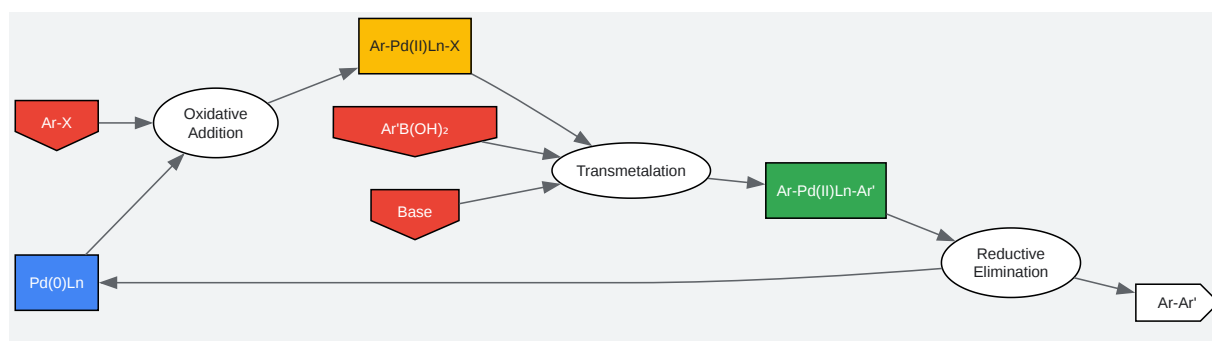 Ar-Pd(II)Ln-X
Ar-X
Oxidative
Addition
Ar'B(OH)₂
Transmetalation
Base
Ar-Pd(II)Ln-Ar'
Pd(0)Ln
Reductive
Elimination
Ar-Ar'